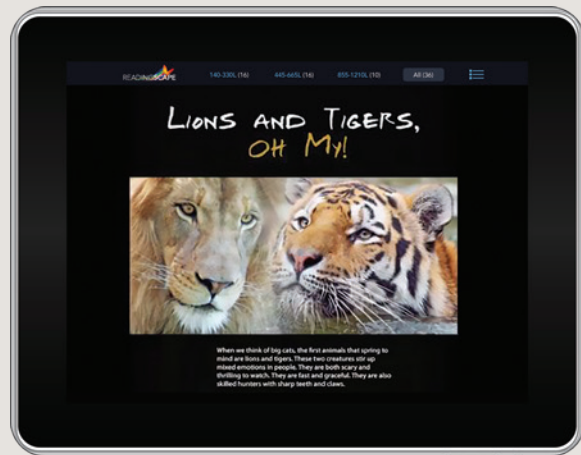 READINGSCAPE 140-330L (16) 445-665L (16) 855-1210L (10) All (36)
LIONS AND TIGERS,
OH MY!
When we think of big cats, the first animals that spring to
mind are lions and tigers. These two creatures stir up
mixed emotions in people. They are both scary and
thrilling to watch. They are fast and graceful. They are also
skilled hunters with sharp teeth and claws.